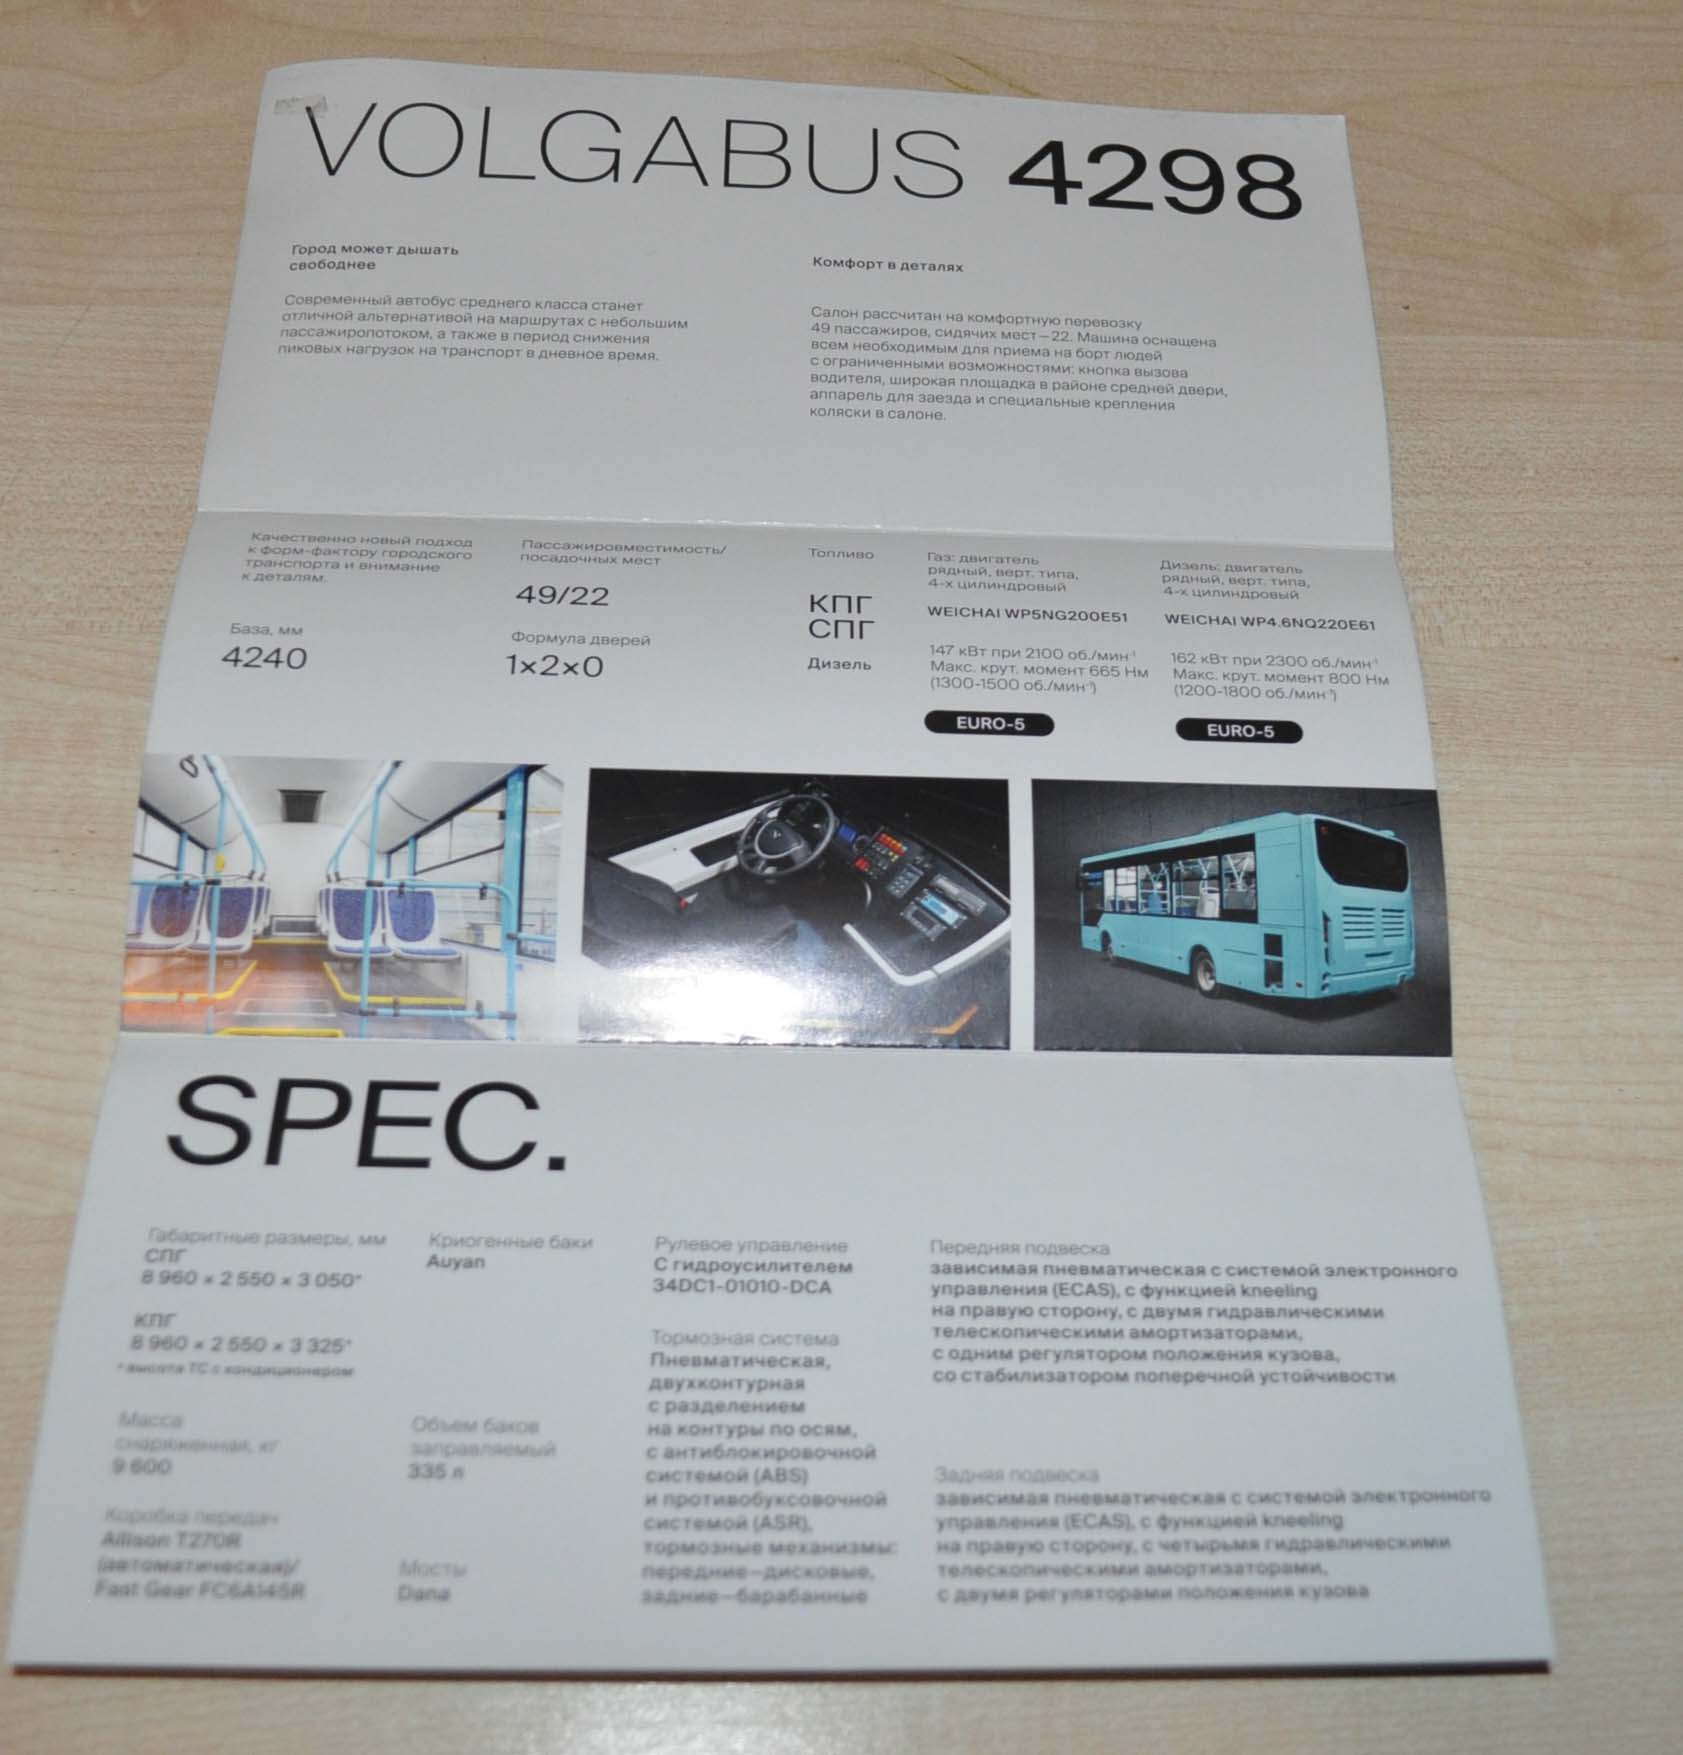 VOLGABUS 4298
Город может дышать
свободнее
Современный автобус среднего класса станет
отличной альтернативой на маршрутах с небольшим
пассажиропотоком, а также в период снижения
пиковых нагрузок на транспорт в дневное время.
Комфорт в деталях
Салон рассчитан на комфортную перевозку
49 пассажиров, сидячих мест—22. Машина оснащена
всем необходимым для приема на борт людей
с ограниченными возможностями: кнопка вызова
водителя, широкая площадка в районе средней двери,
аппарель для заезда и специальные крепления
коляски в салоне.
Качественно новый подход
к форм-фактору городского
транспорта и внимание
к деталям.
База, мм
4240
Пассажировместимость/
посадочных мест
49/22
Формула дверей
1×2×0
Топливо
КПГ
СПГ
Дизель
Газ: двигатель
рядный, верт. типа,
4-х цилиндровый
WEICHAI WP5NG200E51
147 кВт при 2100 об./мин⁻¹
Макс. крут. момент 665 Нм
(1300-1500 об./мин⁻¹)
EURO-5
Дизель: двигатель
рядный, верт. типа,
4-х цилиндровый
WEICHAI WP4.6NQ220E61
162 кВт при 2300 об./мин⁻¹
Макс. крут. момент 800 Нм
(1200-1800 об./мин⁻¹)
EURO-5
SPEC.
Габаритные размеры, мм
СПГ
8 960 × 2 550 × 3 050*
КПГ
8 960 × 2 550 × 3 325*
* высота ТС с кондиционером
Масса
снаряженная, кг
9 600
Коробка передач
Allison T270R
(автоматическая)/
Fast Gear FC6A145R
Криогенные баки
Auyan
Объем баков
заправляемый
335 л
Мосты
Dana
Рулевое управление
С гидроусилителем
34DC1-01010-DCA
Тормозная система
Пневматическая,
двухконтурная
с разделением
на контуры по осям,
с антиблокировочной
системой (ABS)
и противобуксовочной
системой (ASR),
тормозные механизмы:
передние—дисковые,
задние—барабанные
Передняя подвеска
зависимая пневматическая с системой электронного
управления (ECAS), с функцией kneeling
на правую сторону, с двумя гидравлическими
телескопическими амортизаторами,
с одним регулятором положения кузова,
со стабилизатором поперечной устойчивости
Задняя подвеска
зависимая пневматическая с системой электронного
управления (ECAS), с функцией kneeling
на правую сторону, с четырьмя гидравлическими
телескопическими амортизаторами,
с двумя регуляторами положения кузова